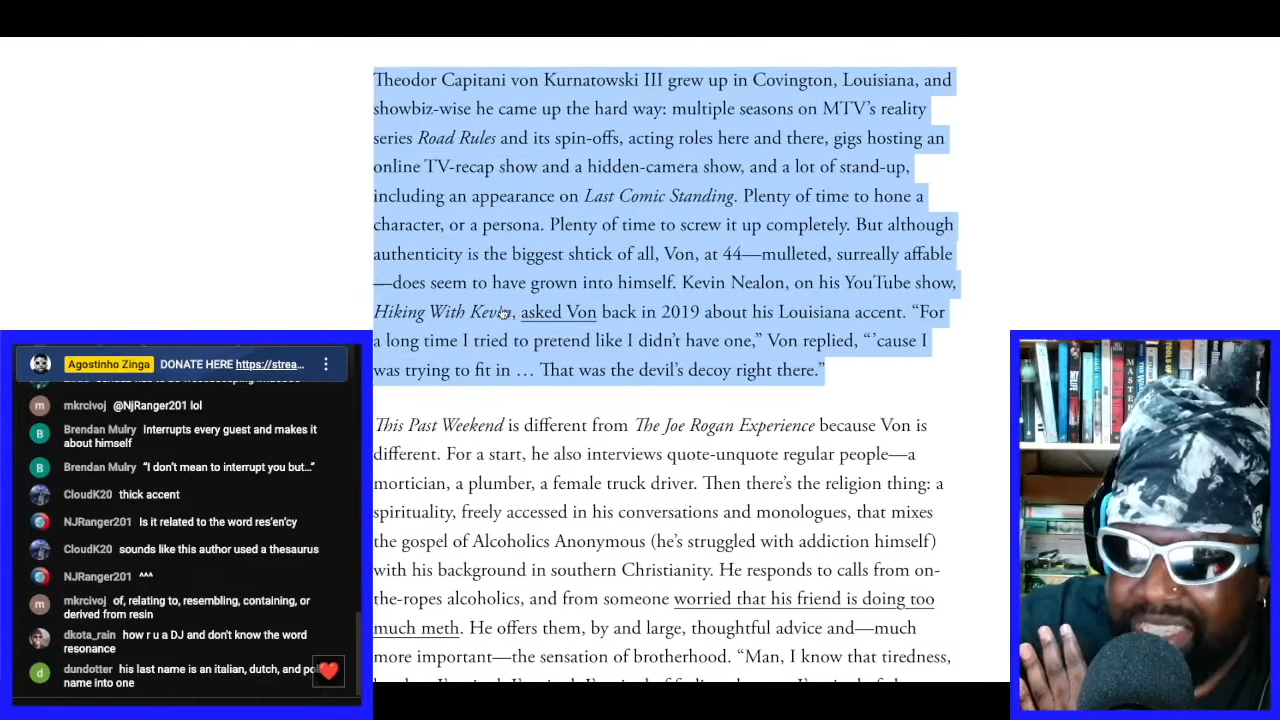 Theodor Capitani von Kurnatowski III grew up in Covington, Louisiana, and
showbiz-wise he came up the hard way: multiple seasons on MTV’s reality
series Road Rules and its spin-offs, acting roles here and there, gigs hosting an
online TV-recap show and a hidden-camera show, and a lot of stand-up,
including an appearance on Last Comic Standing. Plenty of time to hone a
character, or a persona. Plenty of time to screw it up completely. But although
authenticity is the biggest shtick of all, Von, at 44—mulleted, surreally affable
—does seem to have grown into himself. Kevin Nealon, on his YouTube show,
Hiking With Kevin, asked Von back in 2019 about his Louisiana accent. “For
a long time I tried to pretend like I didn’t have one,” Von replied, “’cause I
was trying to fit in … That was the devil’s decoy right there.”
This Past Weekend is different from The Joe Rogan Experience because Von is
different. For a start, he also interviews quote-unquote regular people—a
mortician, a plumber, a female truck driver. Then there’s the religion thing: a
spirituality, freely accessed in his conversations and monologues, that mixes
the gospel of Alcoholics Anonymous (he’s struggled with addiction himself)
with his background in southern Christianity. He responds to calls from on-
the-ropes alcoholics, and from someone worried that his friend is doing too
much meth. He offers them, by and large, thoughtful advice and—much
more important—the sensation of brotherhood. “Man, I know that tiredness,
Agostinho Zinga DONATE HERE https://strea...
mkrcivoj @NjRanger201 lol
Brendan Mulry Interrupts every guest and makes it
about himself
Brendan Mulry “I don’t mean to interrupt you but...”
CloudK20 thick accent
NJRanger201 Is it related to the word res’en’cy
CloudK20 sounds like this author used a thesaurus
NJRanger201 ^^^
mkrcivoj of, relating to, resembling, containing, or
derived from resin
dkota_rain how r u a DJ and don't know the word
resonance
dundotter his last name is an italian, dutch, and
name into one
MASTER